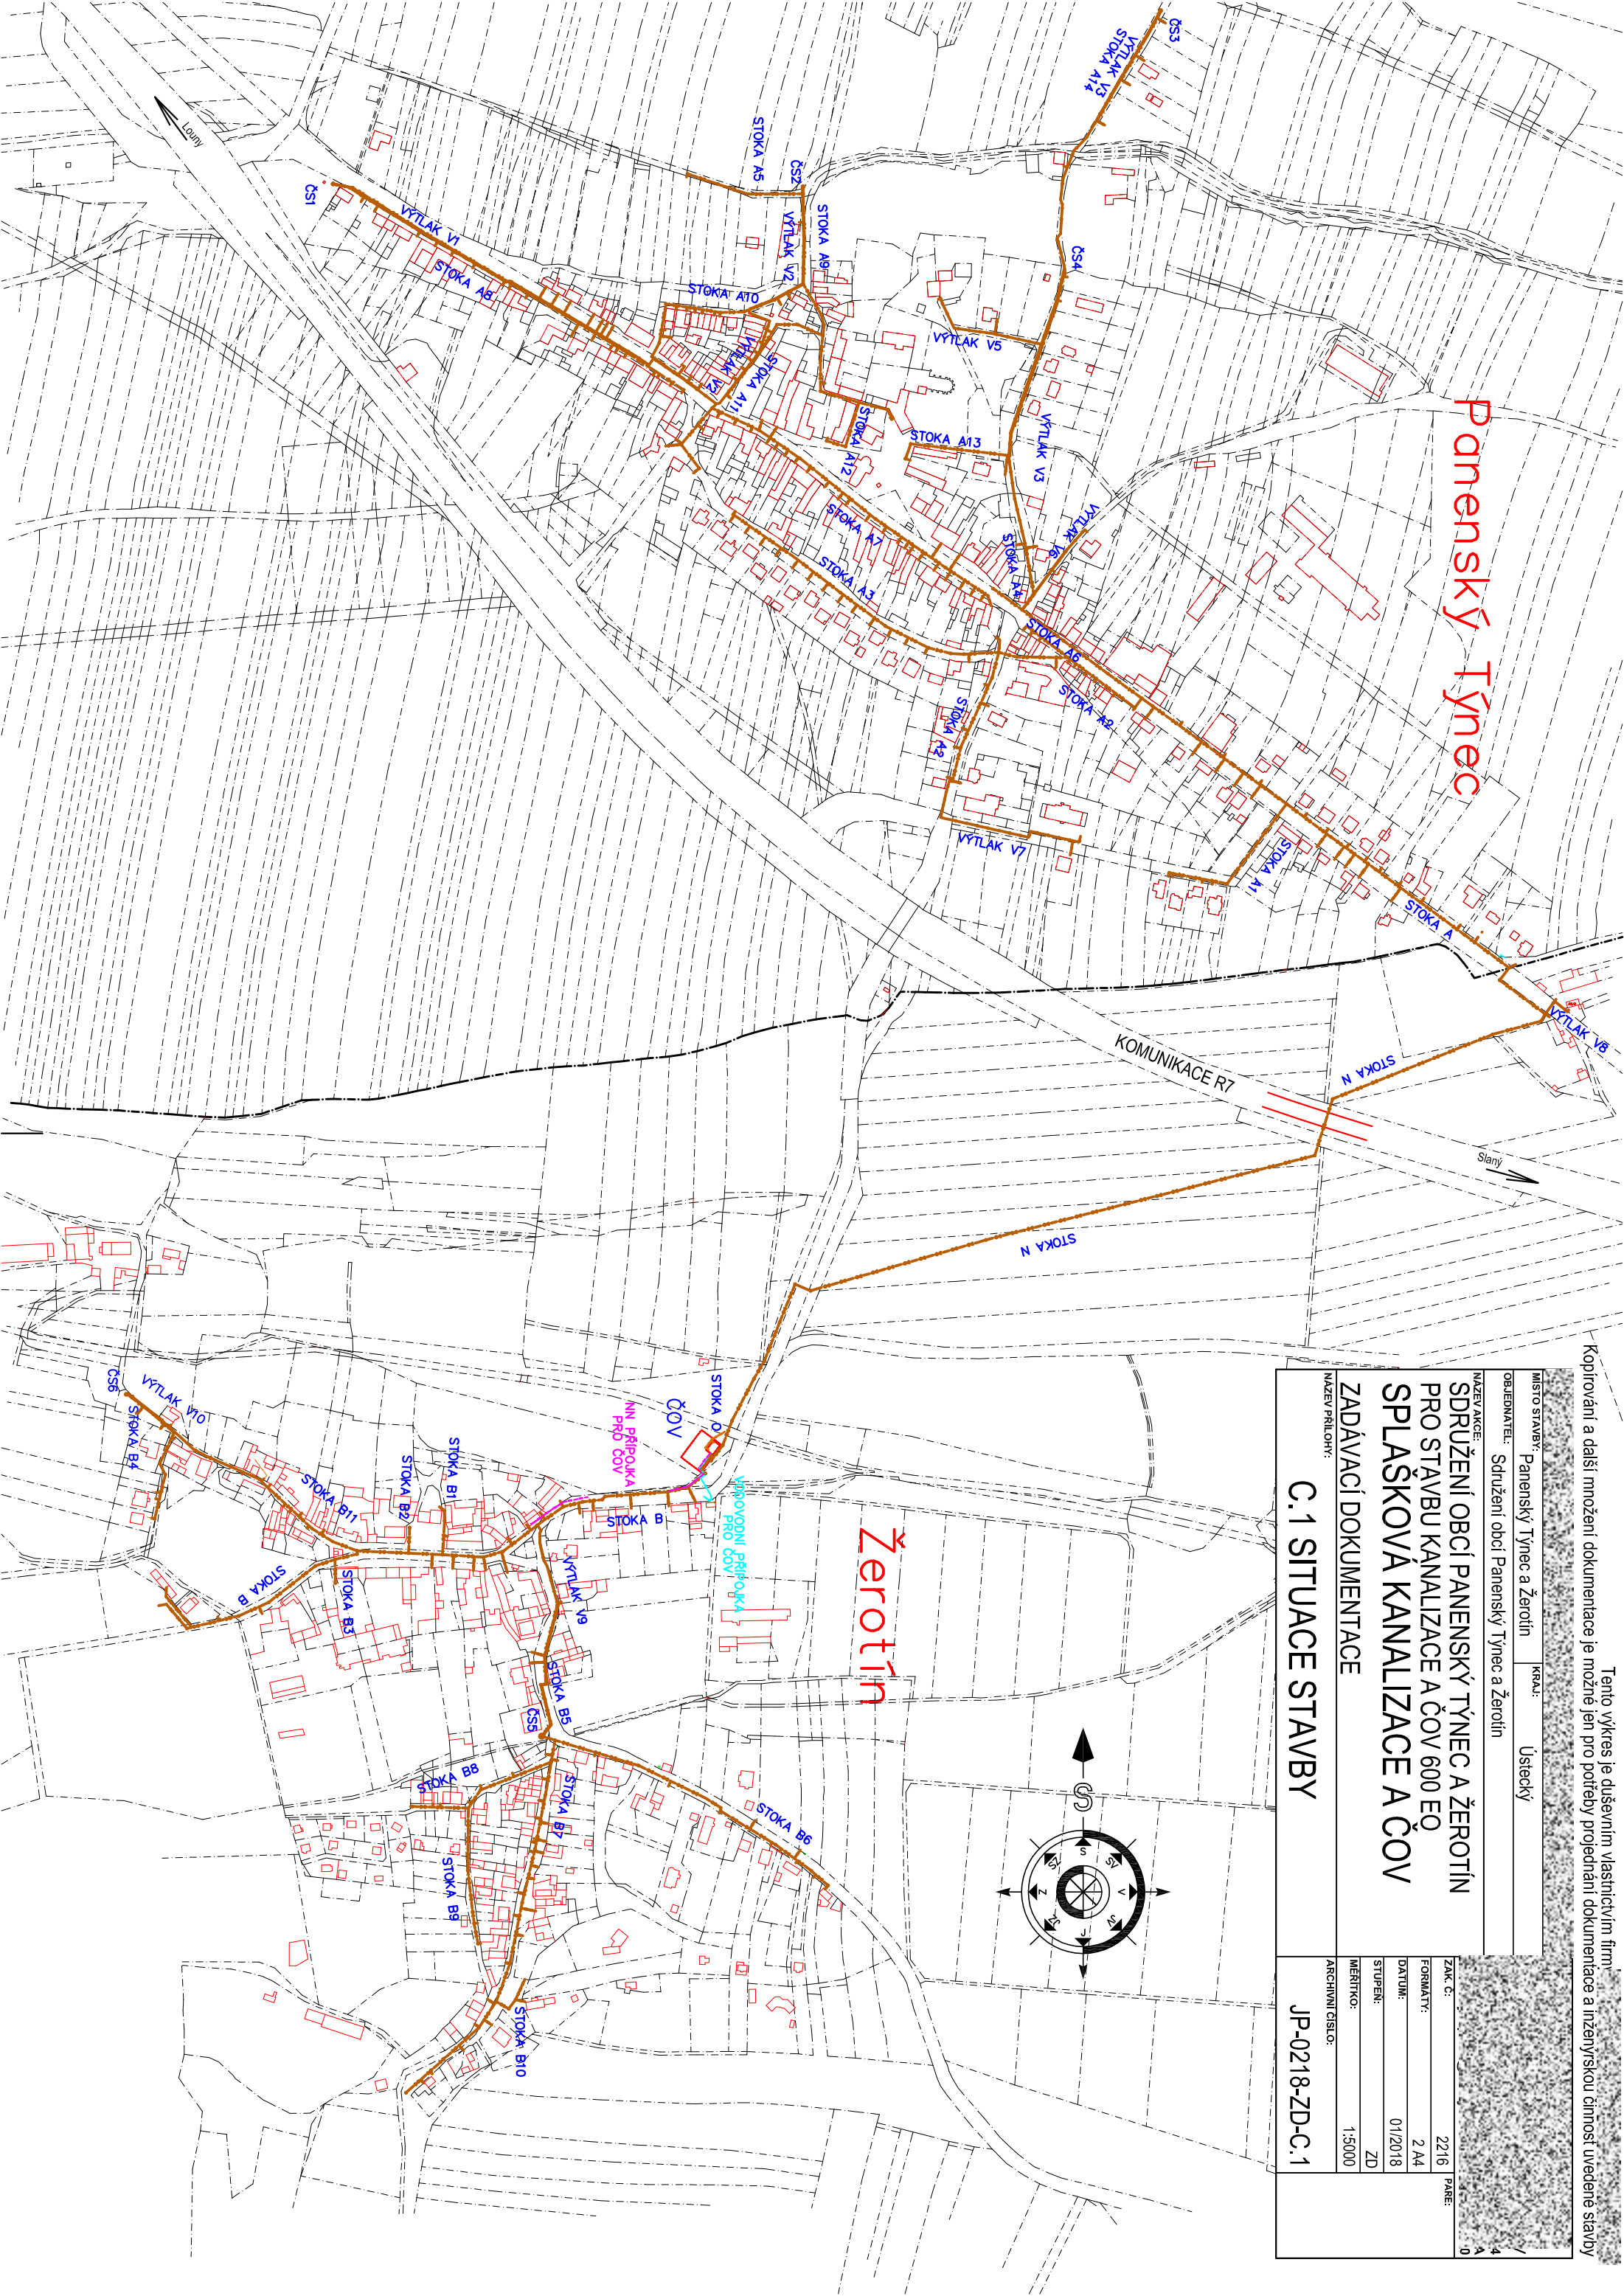 Tento výkres je duševním vlastnictvím firmy
Kopírování a další množení dokumentace je možné jen pro potřeby projednání dokumentace a inženýrskou činnost uvedené stavby
MÍSTO STAVBY:
Panenský Týnec a Žerotín
KRAJ:
Ústecký
OBJEDNATEL:
Sdružení obcí Panenský Týnec a Žerotín
NÁZEV AKCE:
SDRUŽENÍ OBCÍ PANENSKÝ TÝNEC A ŽEROTÍN
PRO STAVBU KANALIZACE A ČOV 600 EO
SPLAŠKOVÁ KANALIZACE A ČOV
ZADÁVACÍ DOKUMENTACE
NÁZEV PŘÍLOHY:
C.1 SITUACE STAVBY
ZAK. Č.:
2216
FORMÁTY:
2 A4
DATUM:
01/2018
STUPEŇ:
ZD
MĚŘÍTKO:
1:5000
PARÉ:
ARCHIVNÍ ČÍSLO:
JP-0218-ZD-C.1
Panenský Týnec
Žerotín
KOMUNIKACE R7
Slaný
Louny
ČS3
VÝTLAK V3
STOKA A14
ČS4
VÝTLAK V3
VÝTLAK V5
VÝTLAK V6
STOKA A13
STOKA A12
STOKA A4
ČS2
STOKA A5
STOKA A9
VÝTLAK V2
STOKA A10
STOKA A11
VÝTLAK V2
ČS1
VÝTLAK V1
STOKA A8
STOKA A7
STOKA A3
STOKA A6
STOKA A2
STOKA A2
VÝTLAK V7
STOKA A1
STOKA A
VÝTLAK V8
STOKA N
STOKA N
STOKA O
ČOV
NN PŘÍPOJKA
PRO ČOV
VODOVODNÍ PŘÍPOJKA
PRO ČOV
STOKA B
VÝTLAK V9
STOKA B1
STOKA B2
STOKA B11
STOKA B3
STOKA B
ČS6
VÝTLAK V10
STOKA B4
STOKA B5
ČS5
STOKA B6
STOKA B7
STOKA B8
STOKA B9
STOKA B10
S
S
SV
V
JV
J
JZ
Z
SZ